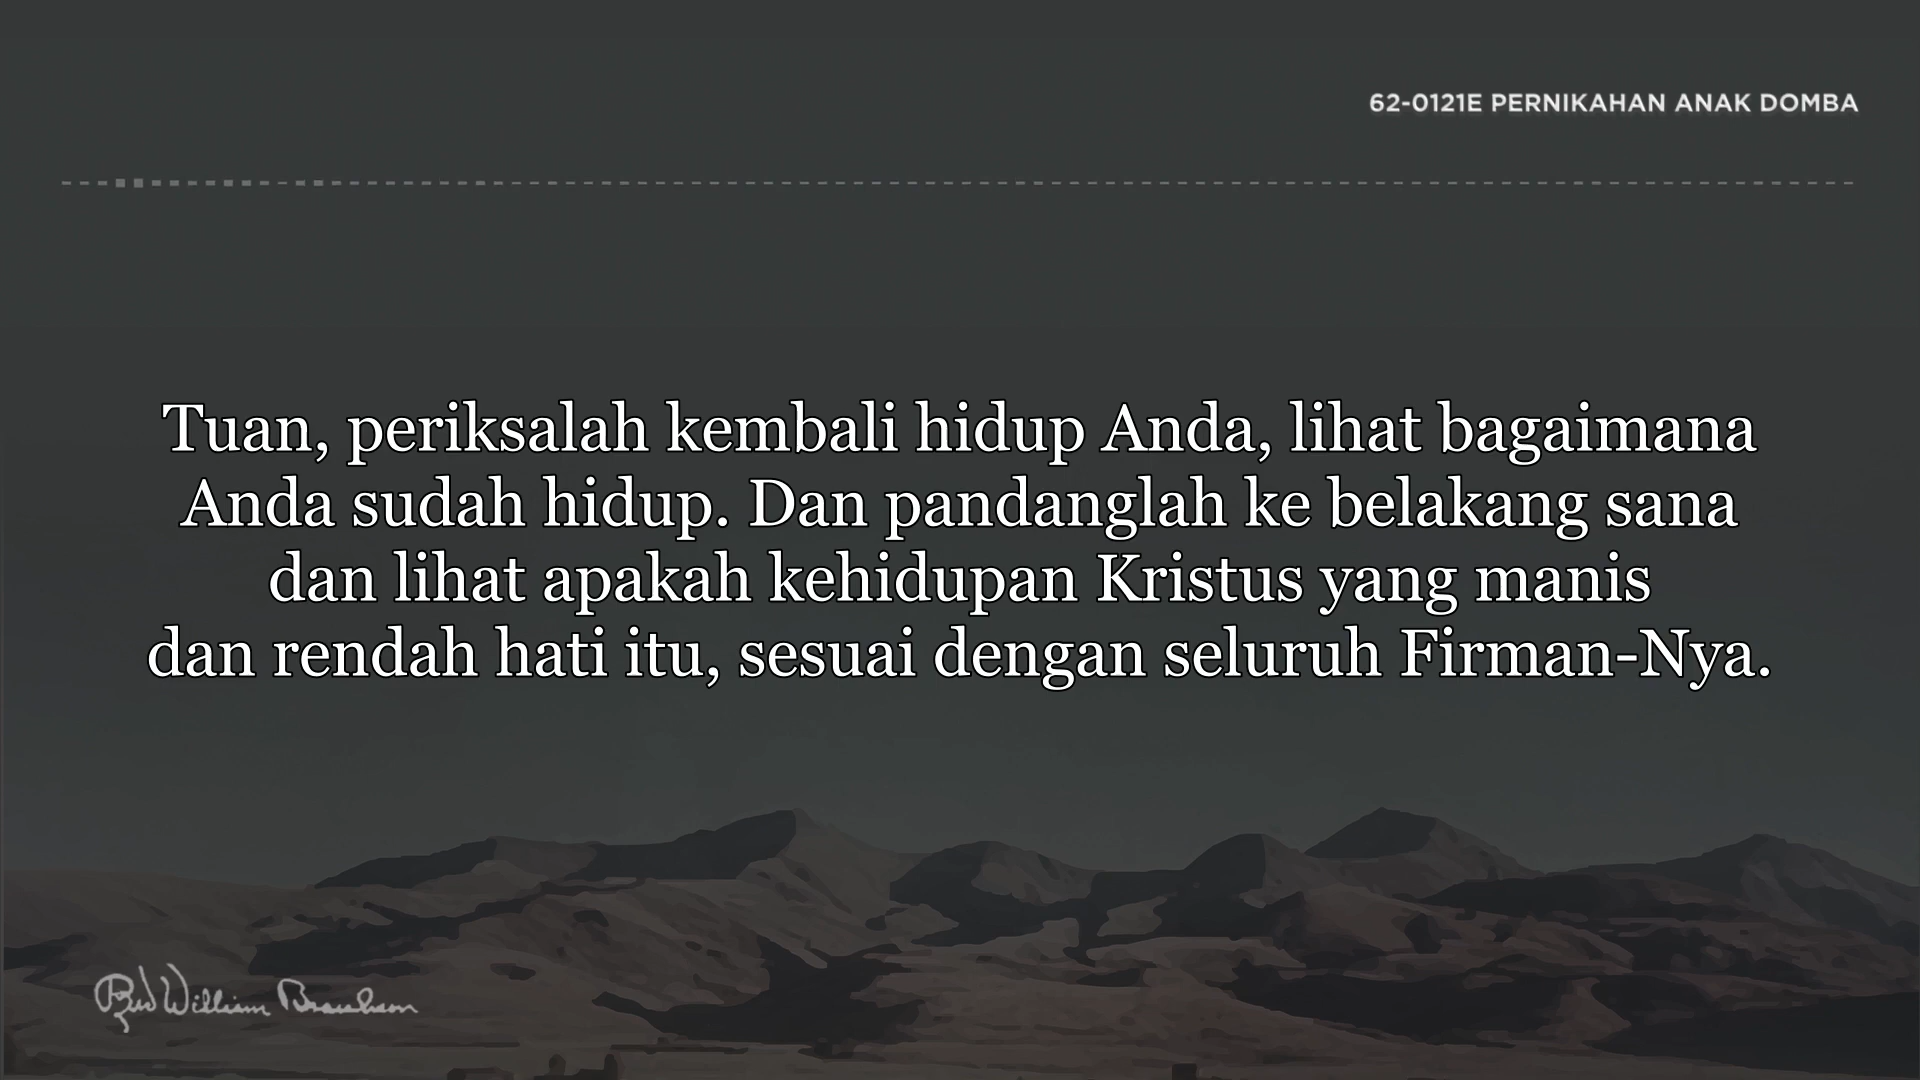 62-0121E PERNIKAHAN ANAK DOMBA
Tuan, periksalah kembali hidup Anda, lihat bagaimana
Anda sudah hidup. Dan pandanglah ke belakang sana
dan lihat apakah kehidupan Kristus yang manis
dan rendah hati itu, sesuai dengan seluruh Firman-Nya.
Rev William Branham